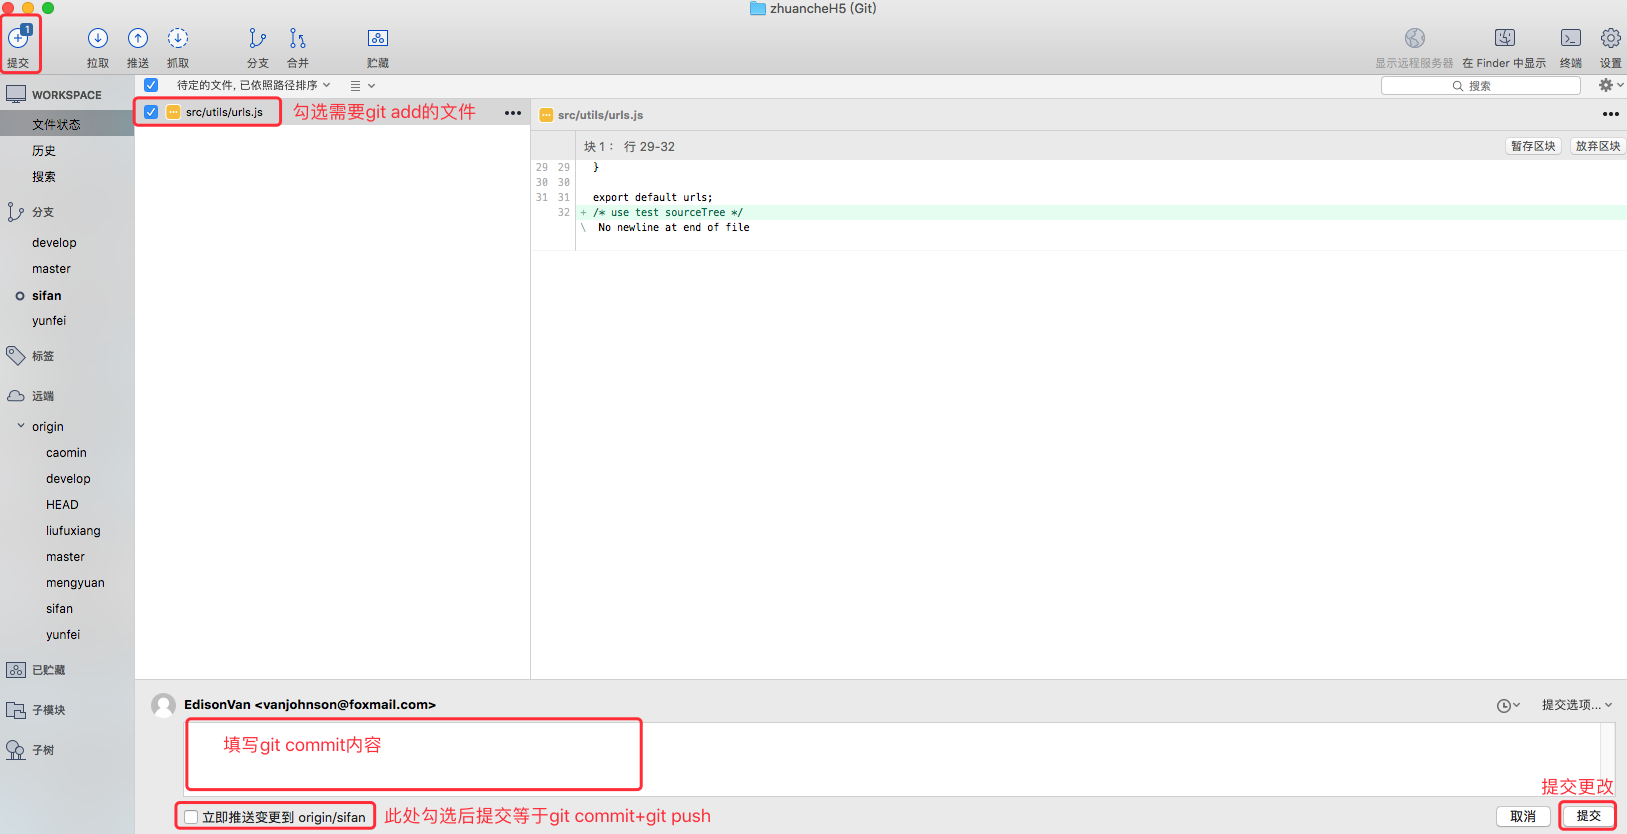 zhuancheH5 (Git)
1
提交
拉取
推送
抓取
分支
合并
贮藏
显示远程服务器
在 Finder 中显示
终端
设置
WORKSPACE
文件状态
历史
搜索
分支
develop
master
sifan
yunfei
标签
远端
origin
caomin
develop
HEAD
liufuxiang
master
mengyuan
sifan
yunfei
已贮藏
子模块
子树
待定的文件, 已依照路径排序
搜索
src/utils/urls.js
勾选需要git add的文件
src/utils/urls.js
块 1： 行 29-32
暂存区块
放弃区块
29 29 }
30 30
31 31 export default urls;
32 + /* use test sourceTree */
\ No newline at end of file
EdisonVan <vanjohnson@foxmail.com>
提交选项...
填写git commit内容
提交更改
立即推送变更到 origin/sifan
此处勾选后提交等于git commit+git push
取消
提交